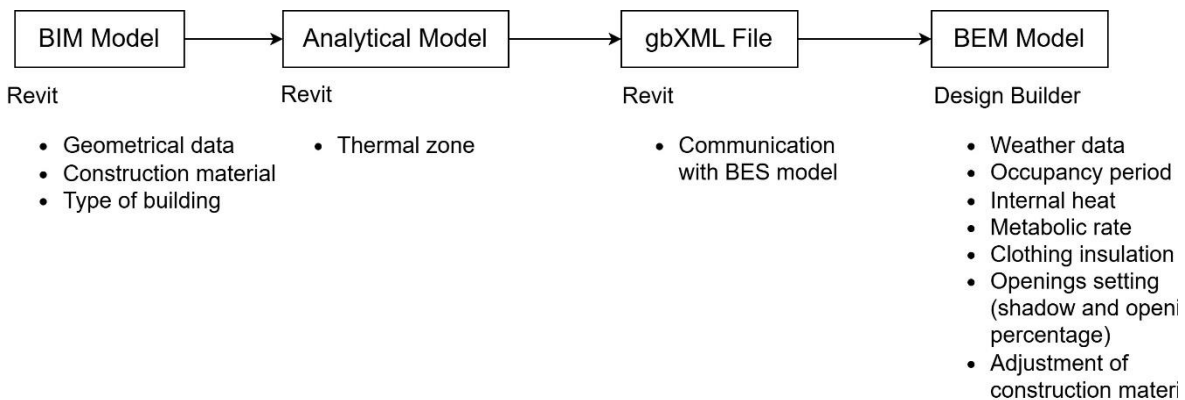 BIM Model
Analytical Model
gbXML File
BEM Model
Revit
Revit
Revit
Design Builder
• Geometrical data
• Construction material
• Type of building
• Thermal zone
• Communication
with BES model
• Weather data
• Occupancy period
• Internal heat
• Metabolic rate
• Clothing insulation
• Openings setting
(shadow and openi
percentage)
• Adjustment of
construction materi